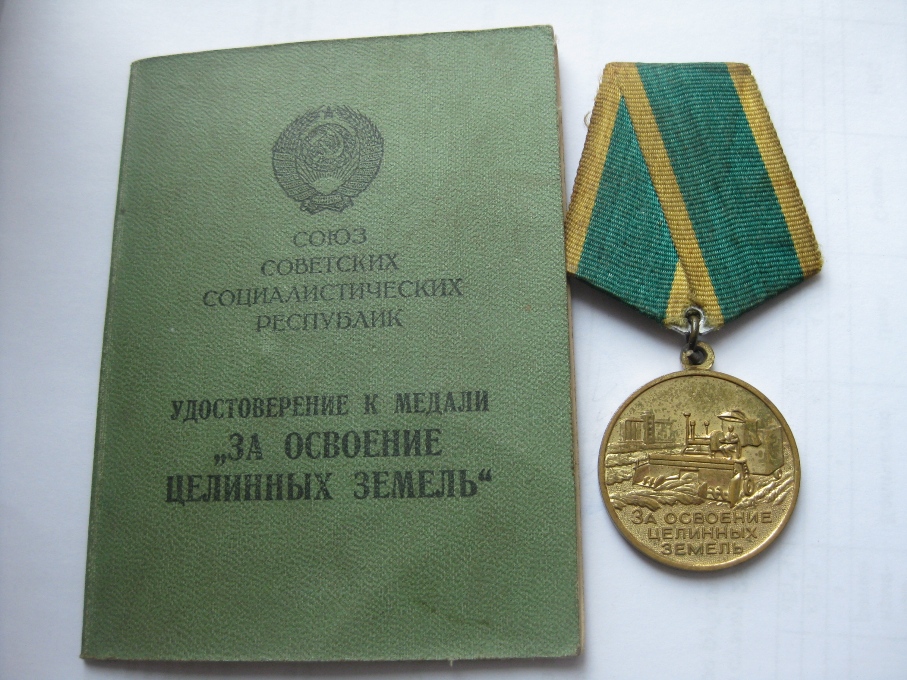 СОЮЗ
СОВЕТСКИХ
СОЦИАЛИСТИЧЕСКИХ
РЕСПУБЛИК
УДОСТОВЕРЕНИЕ К МЕДАЛИ
„ЗА ОСВОЕНИЕ
ЦЕЛИННЫХ ЗЕМЕЛЬ“
ЗА ОСВОЕНИЕ
ЦЕЛИННЫХ
ЗЕМЕЛЬ